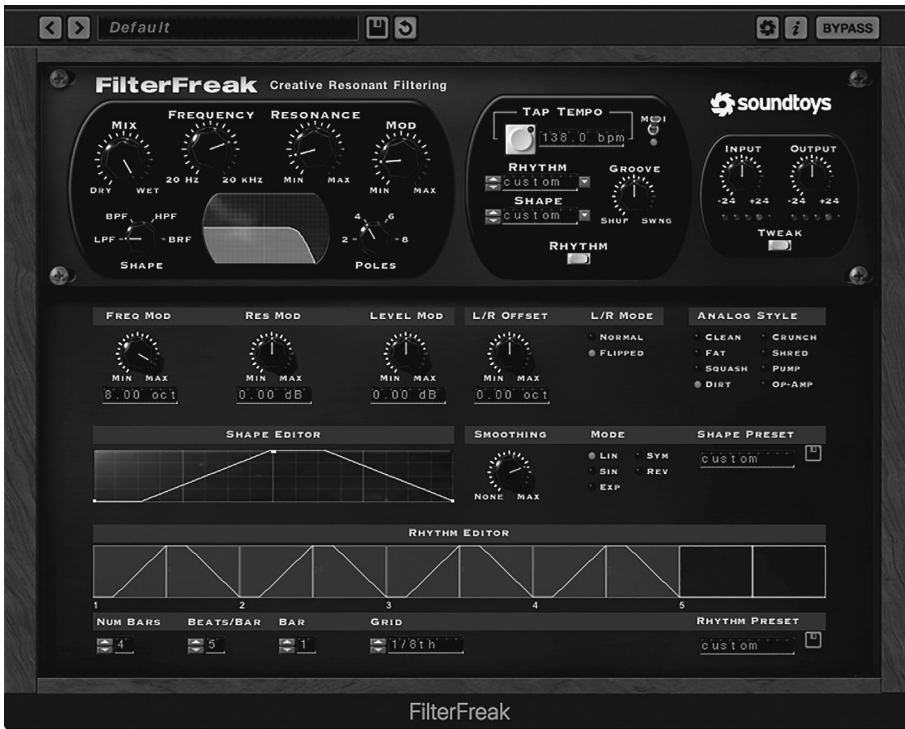 Default
i BYPASS
FilterFreak Creative Resonant Filtering
soundtoys
MIX FREQUENCY RESONANCE MOD
DRY WET 20 HZ 20 KHZ MIN MAX MIN MAX
BPF HPF
LPF BRF
SHAPE
4 6
2 8
POLES
TAP TEMPO
138.0 bpm
MIDI
RHYTHM
custom
SHAPE
custom
GROOVE
SHUF SWNG
RHYTHM
INPUT OUTPUT
-24 +24 -24 +24
TWEAK
FREQ MOD RES MOD LEVEL MOD L/R OFFSET L/R MODE ANALOG STYLE
MIN MAX MIN MAX MIN MAX MIN MAX
8.00 oct 0.00 dB 0.00 dB 0.00 oct
NORMAL
FLIPPED
CLEAN CRUNCH
FAT SHRED
SQUASH PUMP
DIRT OP-AMP
SHAPE EDITOR SMOOTHING MODE SHAPE PRESET
NONE MAX
LIN SYM
SIN REV
EXP
custom
RHYTHM EDITOR
1 2 3 4 5
NUM BARS BEATS/BAR BAR GRID RHYTHM PRESET
4 5 1 1/8th custom
FilterFreak